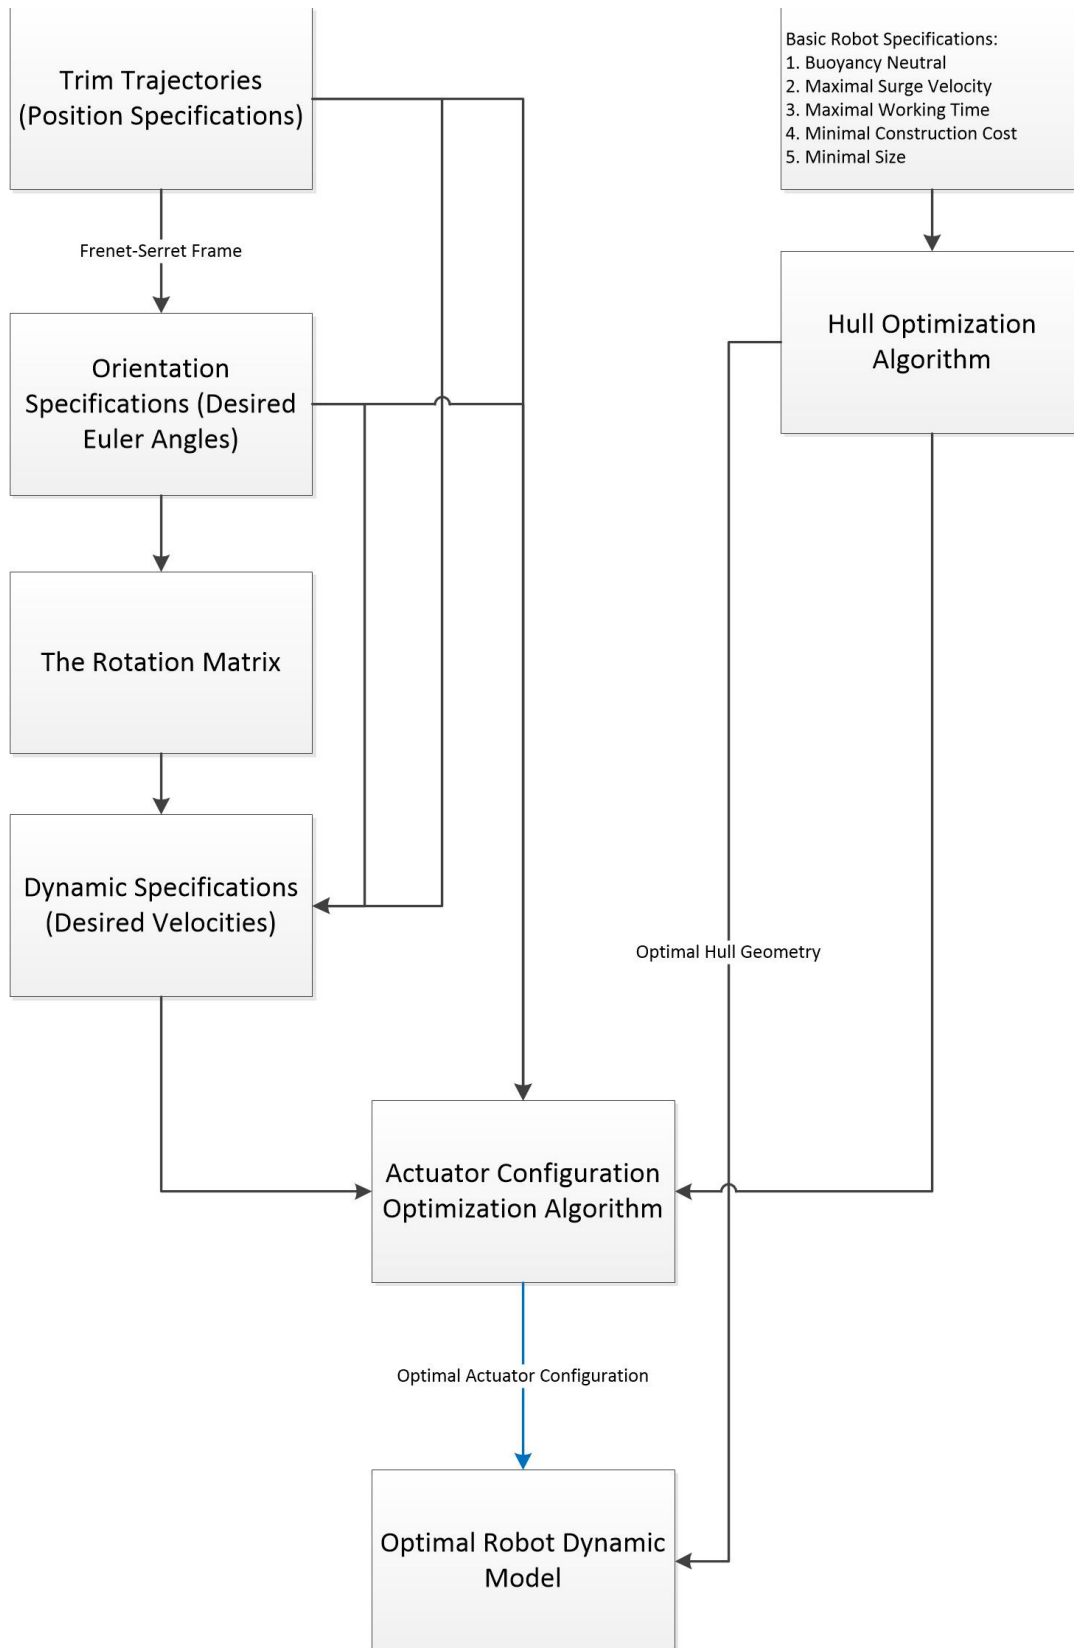 Trim Trajectories
(Position Specifications)
Basic Robot Specifications:
1. Buoyancy Neutral
2. Maximal Surge Velocity
3. Maximal Working Time
4. Minimal Construction Cost
5. Minimal Size
Frenet-Serret Frame
Hull Optimization
Algorithm
Orientation
Specifications (Desired
Euler Angles)
The Rotation Matrix
Dynamic Specifications
(Desired Velocities)
Optimal Hull Geometry
Actuator Configuration
Optimization Algorithm
Optimal Actuator Configuration
Optimal Robot Dynamic
Model